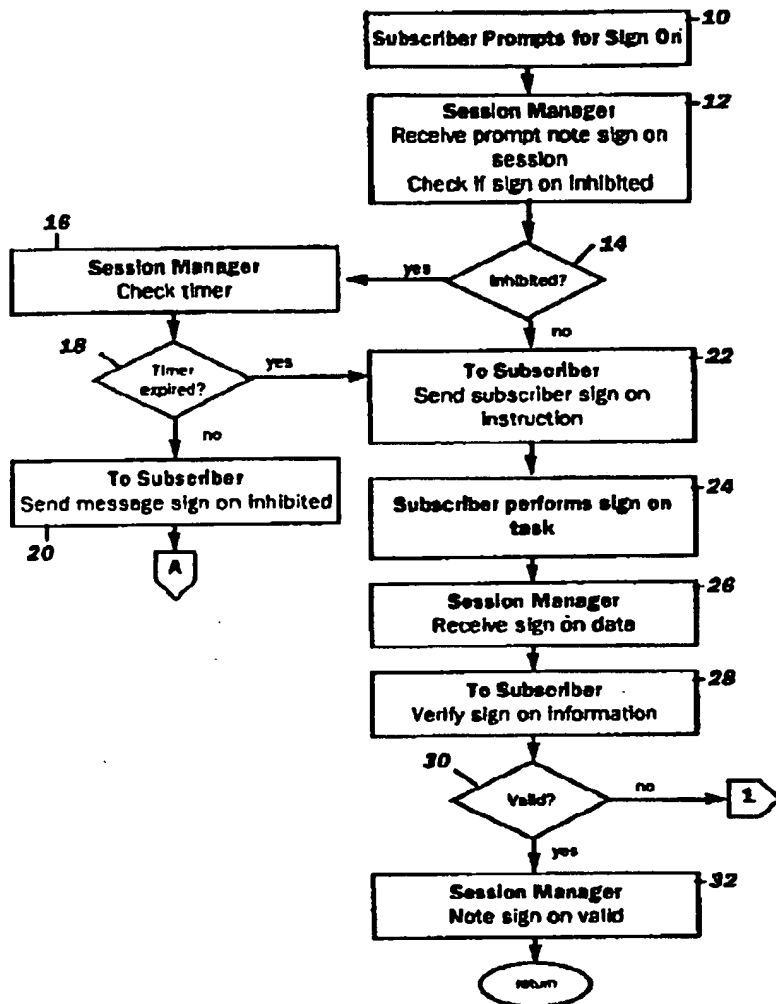 10
Subscriber Prompts for Sign On
12
Session Manager
Receive prompt note sign on
session
Check if sign on inhibited
14
Inhibited?
yes
no
16
Session Manager
Check timer
18
Timer
expired?
yes
no
To Subscriber
Send message sign on inhibited
20
A
22
To Subscriber
Send subscriber sign on
instruction
24
Subscriber performs sign on
task
26
Session Manager
Receive sign on data
28
To Subscriber
Verify sign on information
30
Valid?
no
1
yes
32
Session Manager
Note sign on valid
return